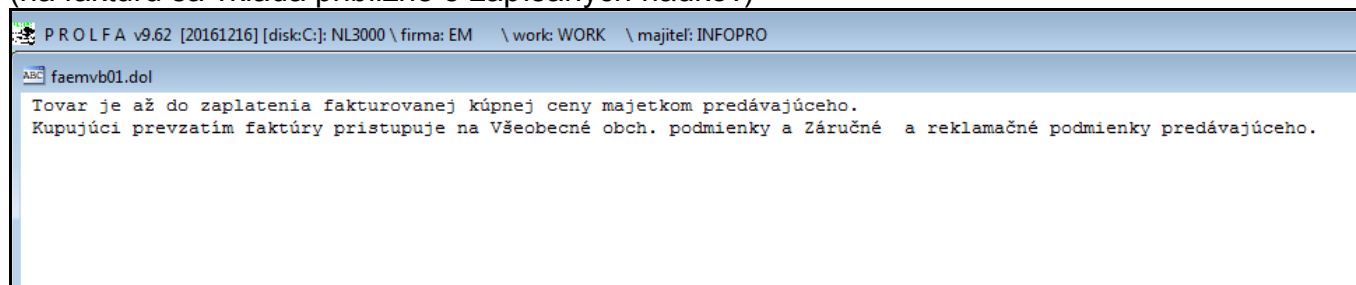 P R O L F A v9.62 [20161216] [disk:C:]: NL3000 \ firma: EM \ work: WORK \ majiteľ: INFOPRO
ABC faemvb01.dol
Tovar je až do zaplatenia fakturovanej kúpnej ceny majetkom predávajúceho.
Kupujúci prevzatím faktúry pristupuje na Všeobecné obch. podmienky a Záručné  a reklamačné podmienky predávajúceho.